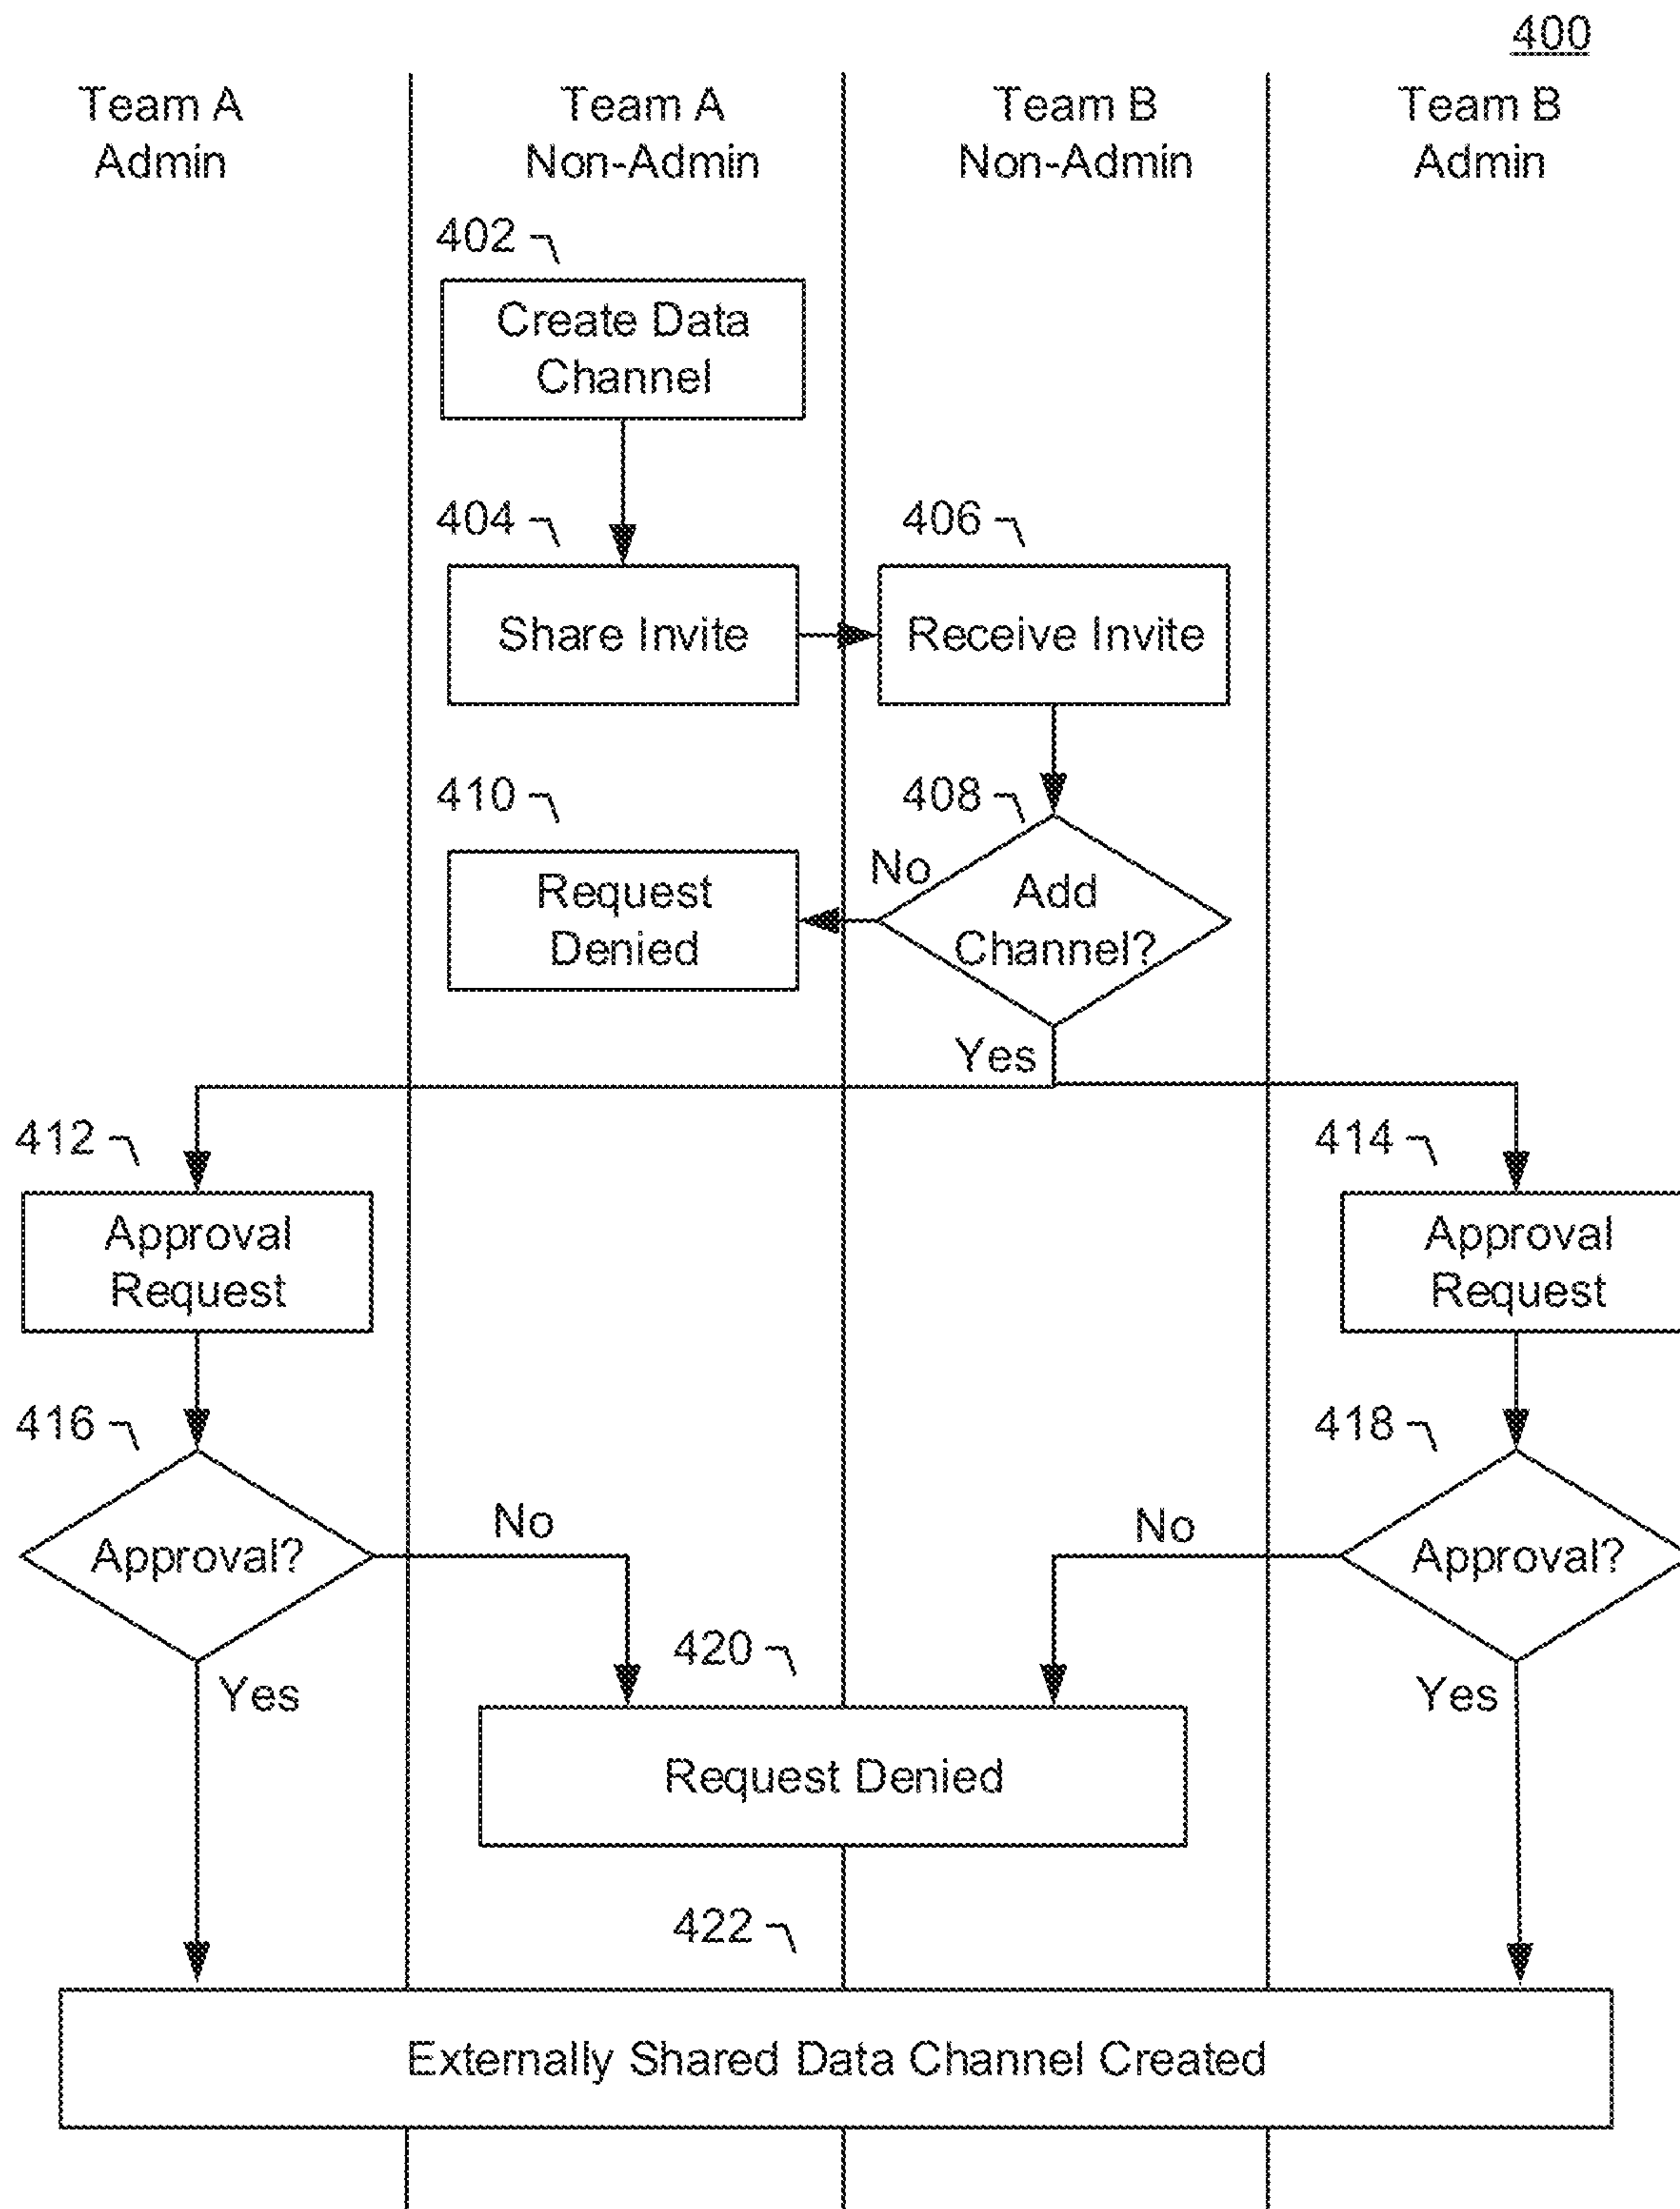 400
Team A
Admin
Team A
Non-Admin
Team B
Non-Admin
Team B
Admin
402
Create Data
Channel
404
Share Invite
406
Receive Invite
408
Add
Channel?
No
410
Request
Denied
Yes
412
Approval
Request
414
Approval
Request
416
Approval?
No
Yes
418
Approval?
No
Yes
420
Request Denied
422
Externally Shared Data Channel Created